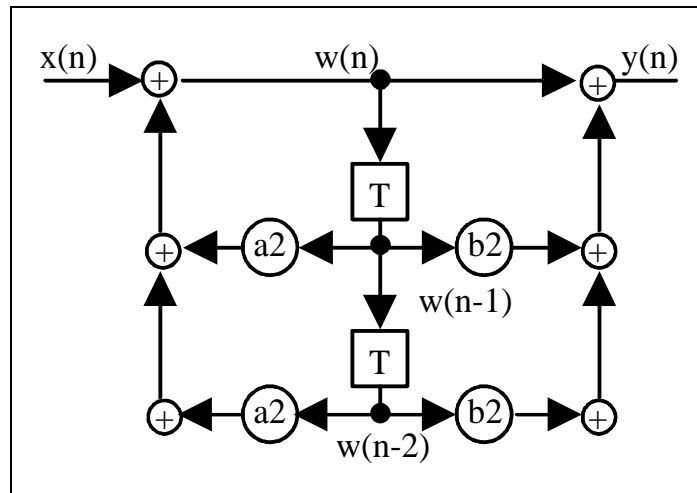 x(n) w(n) y(n)
+ +
T
+ a2 b2 +
w(n-1)
T
+ a2 b2 +
w(n-2)